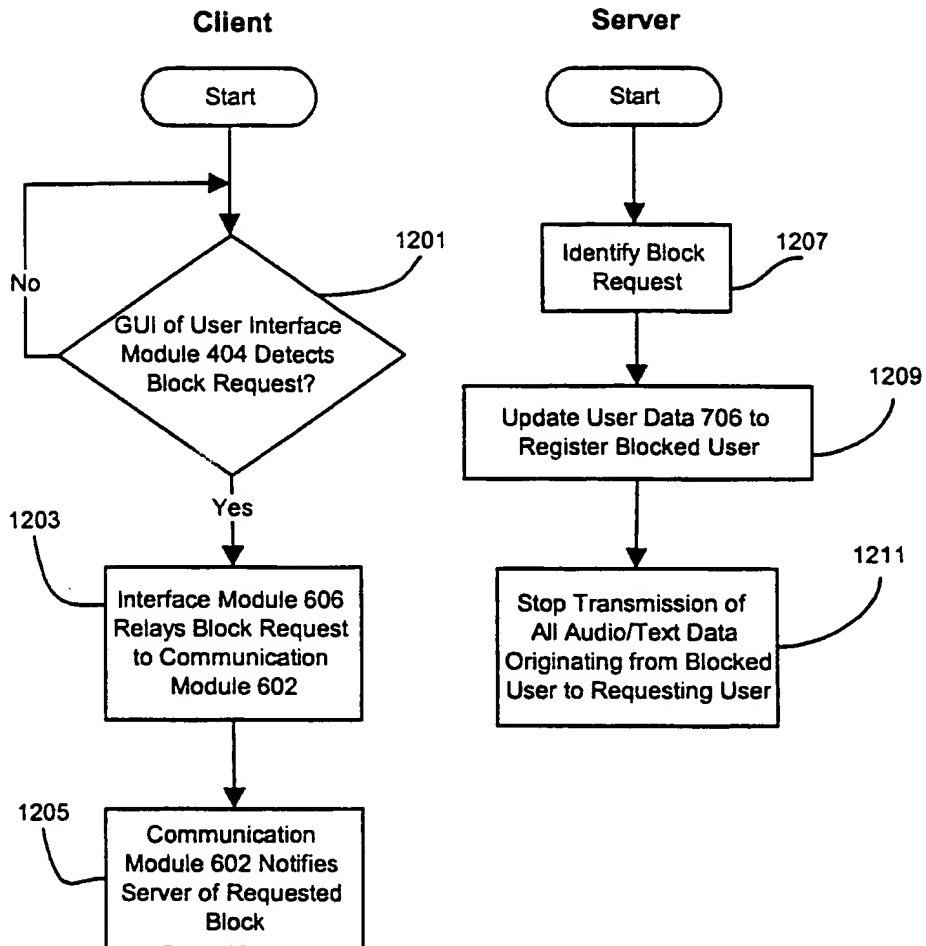 Client
Start
No
1201
GUI of User Interface
Module 404 Detects
Block Request?
Yes
1203
Interface Module 606
Relays Block Request
to Communication
Module 602
1205
Communication
Module 602 Notifies
Server of Requested
Block
Server
Start
1207
Identify Block
Request
1209
Update User Data 706 to
Register Blocked User
1211
Stop Transmission of
All Audio/Text Data
Originating from Blocked
User to Requesting User